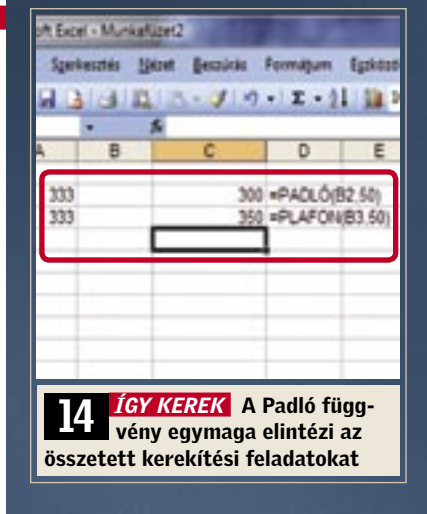 oft Excel - Munkafüzet2
Szerkesztés Nézet Beszúrás Formátum Eszközö
A B C D E
333 300 =PADLÓ(B2,50)
333 350 =PLAFON(B3,50)
14 ÍGY KEREK A Padló függ-
vény egymaga elintézi az
összetett kerekítési feladatokat